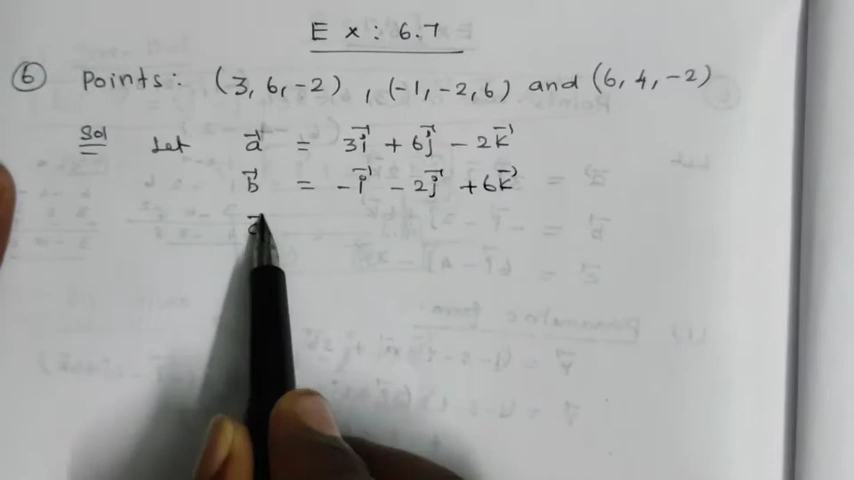 Ex: 6.7
⑥ Points: (3, 6, -2), (-1, -2, 6) and (6, 4, -2)
Sol Let a⃗ = 3i⃗ + 6j⃗ - 2k⃗
b⃗ = -i⃗ - 2j⃗ + 6k⃗